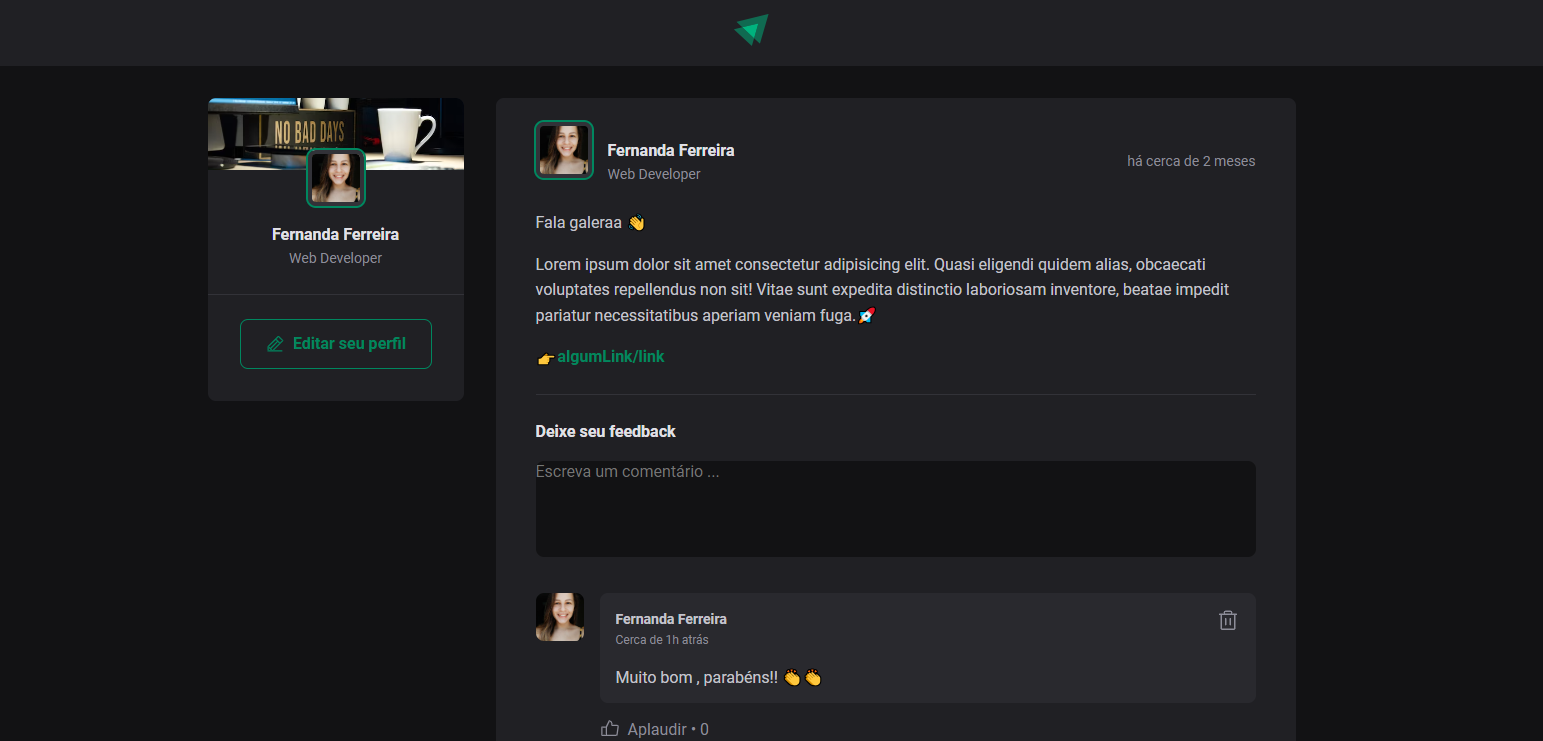 NO BAD DAYS
Fernanda Ferreira
Web Developer
Editar seu perfil
Fernanda Ferreira
Web Developer
há cerca de 2 meses
Fala galeraa 👋
Lorem ipsum dolor sit amet consectetur adipisicing elit. Quasi eligendi quidem alias, obcaecati
voluptates repellendus non sit! Vitae sunt expedita distinctio laboriosam inventore, beatae impedit
pariatur necessitatibus aperiam veniam fuga.🚀
👉algumLink/link
Deixe seu feedback
Escreva um comentário ...
Fernanda Ferreira
Cerca de 1h atrás
Muito bom , parabéns!! 👏👏
Aplaudir • 0